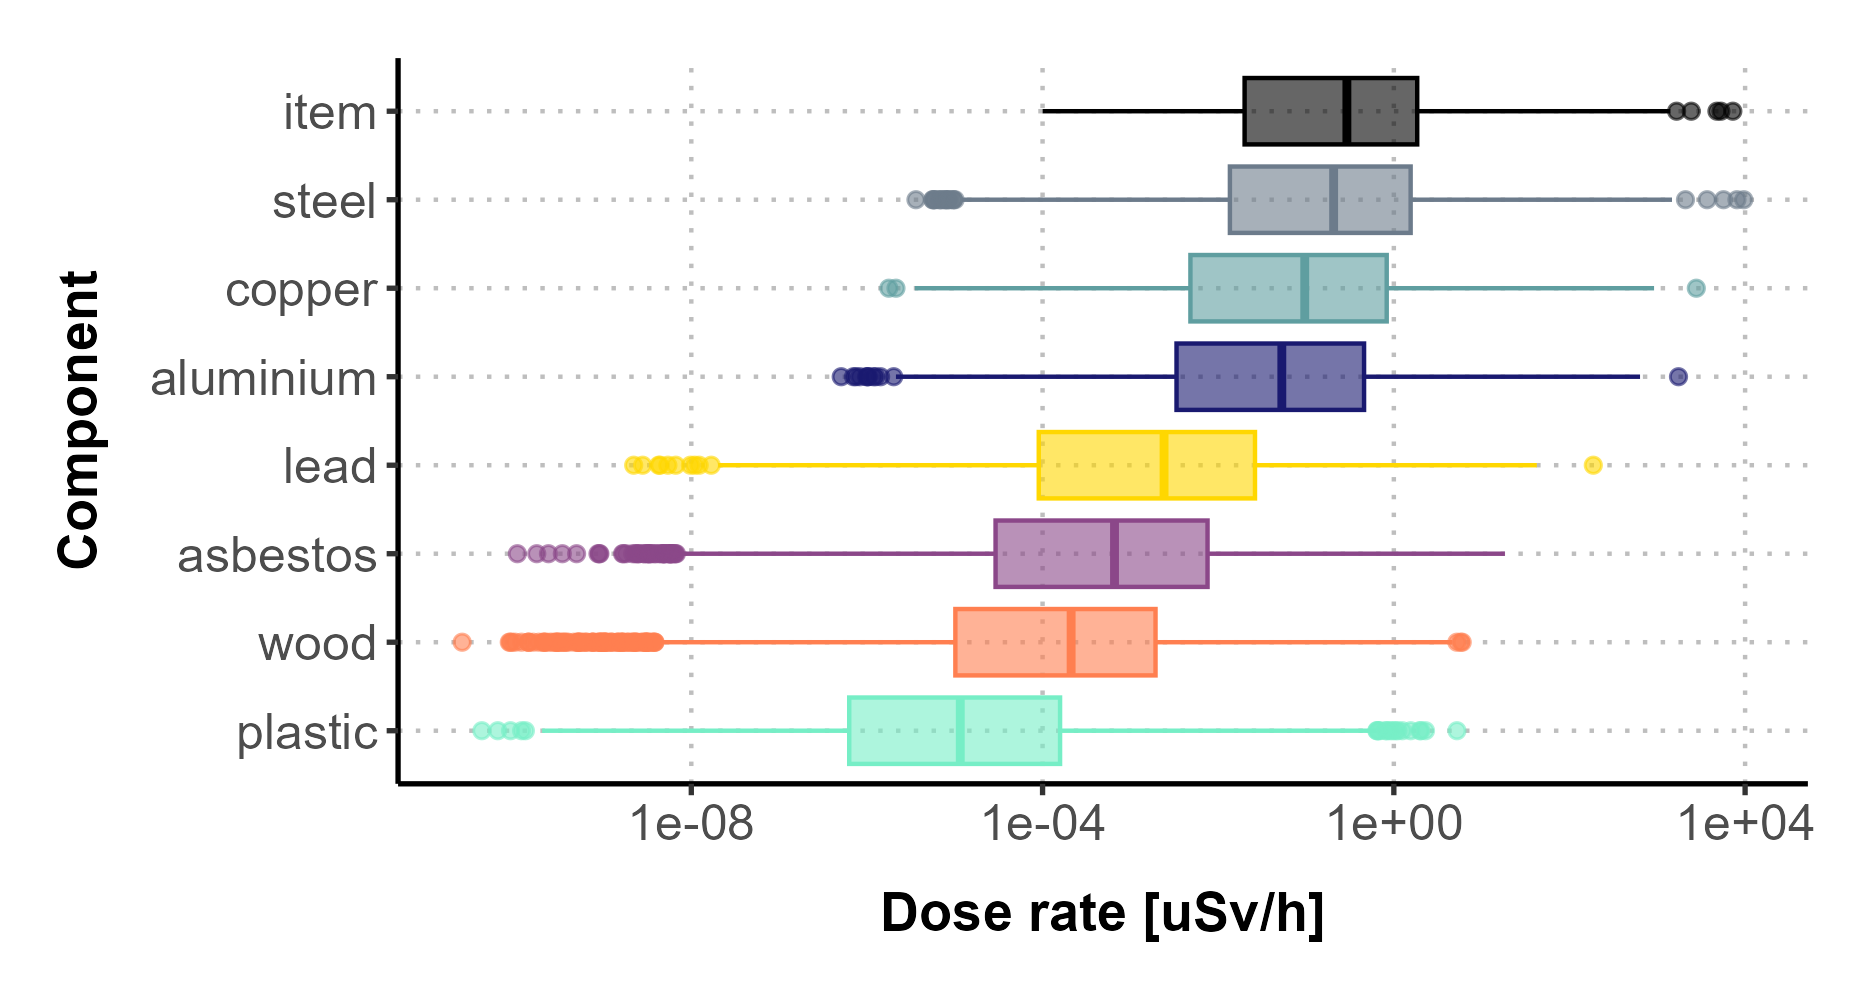 Component
item
steel
copper
aluminium
lead
asbestos
wood
plastic
1e-08 1e-04 1e+00 1e+04
Dose rate [uSv/h]